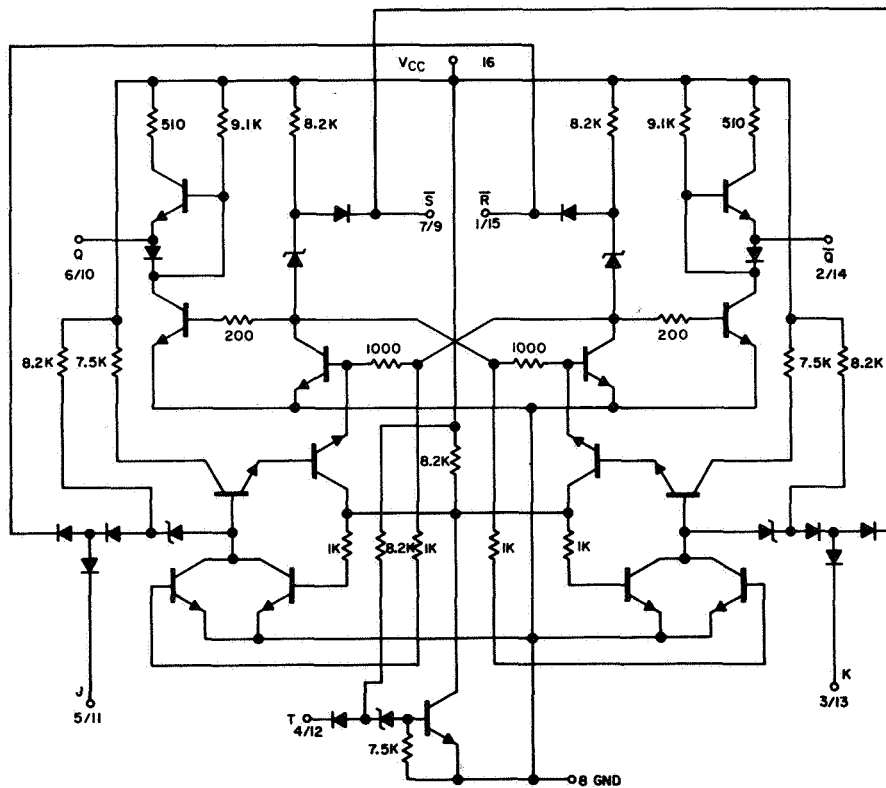 VCC 16
510 9.1K 8.2K 8.2K 9.1K 510
S̅ R̅
7/9 1/15
Q Q̅
6/10 2/14
200 200
1000 1000
8.2K 7.5K 7.5K 8.2K
8.2K
1K 8.2K 1K 1K 1K
J K
5/11 3/13
T
4/12
7.5K
8 GND